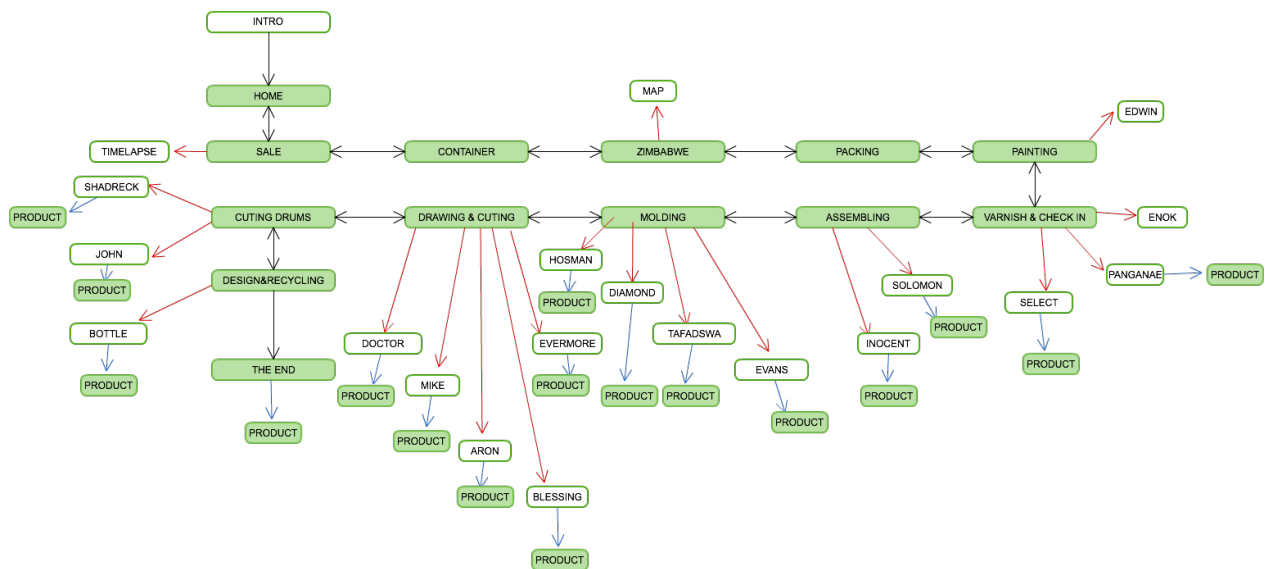 INTRO
HOME
MAP
EDWIN
TIMELAPSE
SALE
CONTAINER
ZIMBABWE
PACKING
PAINTING
SHADRECK
PRODUCT
CUTING DRUMS
DRAWING & CUTING
MOLDING
ASSEMBLING
VARNISH & CHECK IN
ENOK
JOHN
HOSMAN
PANGANAE
PRODUCT
PRODUCT
DESIGN&RECYCLING
PRODUCT
DIAMOND
SOLOMON
SELECT
BOTTLE
DOCTOR
EVERMORE
TAFADSWA
INOCENT
PRODUCT
PRODUCT
THE END
MIKE
EVANS
PRODUCT
PRODUCT
PRODUCT
PRODUCT
PRODUCT
PRODUCT
PRODUCT
PRODUCT
PRODUCT
ARON
PRODUCT
BLESSING
PRODUCT